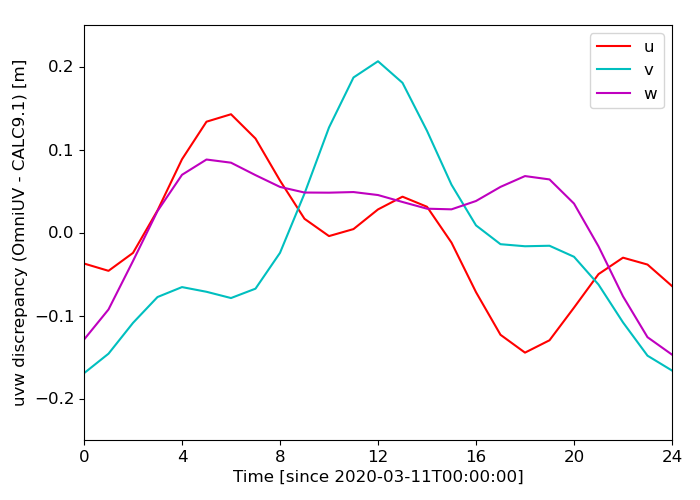 uvw discrepancy (OmniUV - CALC9.1) [m]
0.2
0.1
0.0
−0.1
−0.2
u
v
w
0 4 8 12 16 20 24
Time [since 2020-03-11T00:00:00]